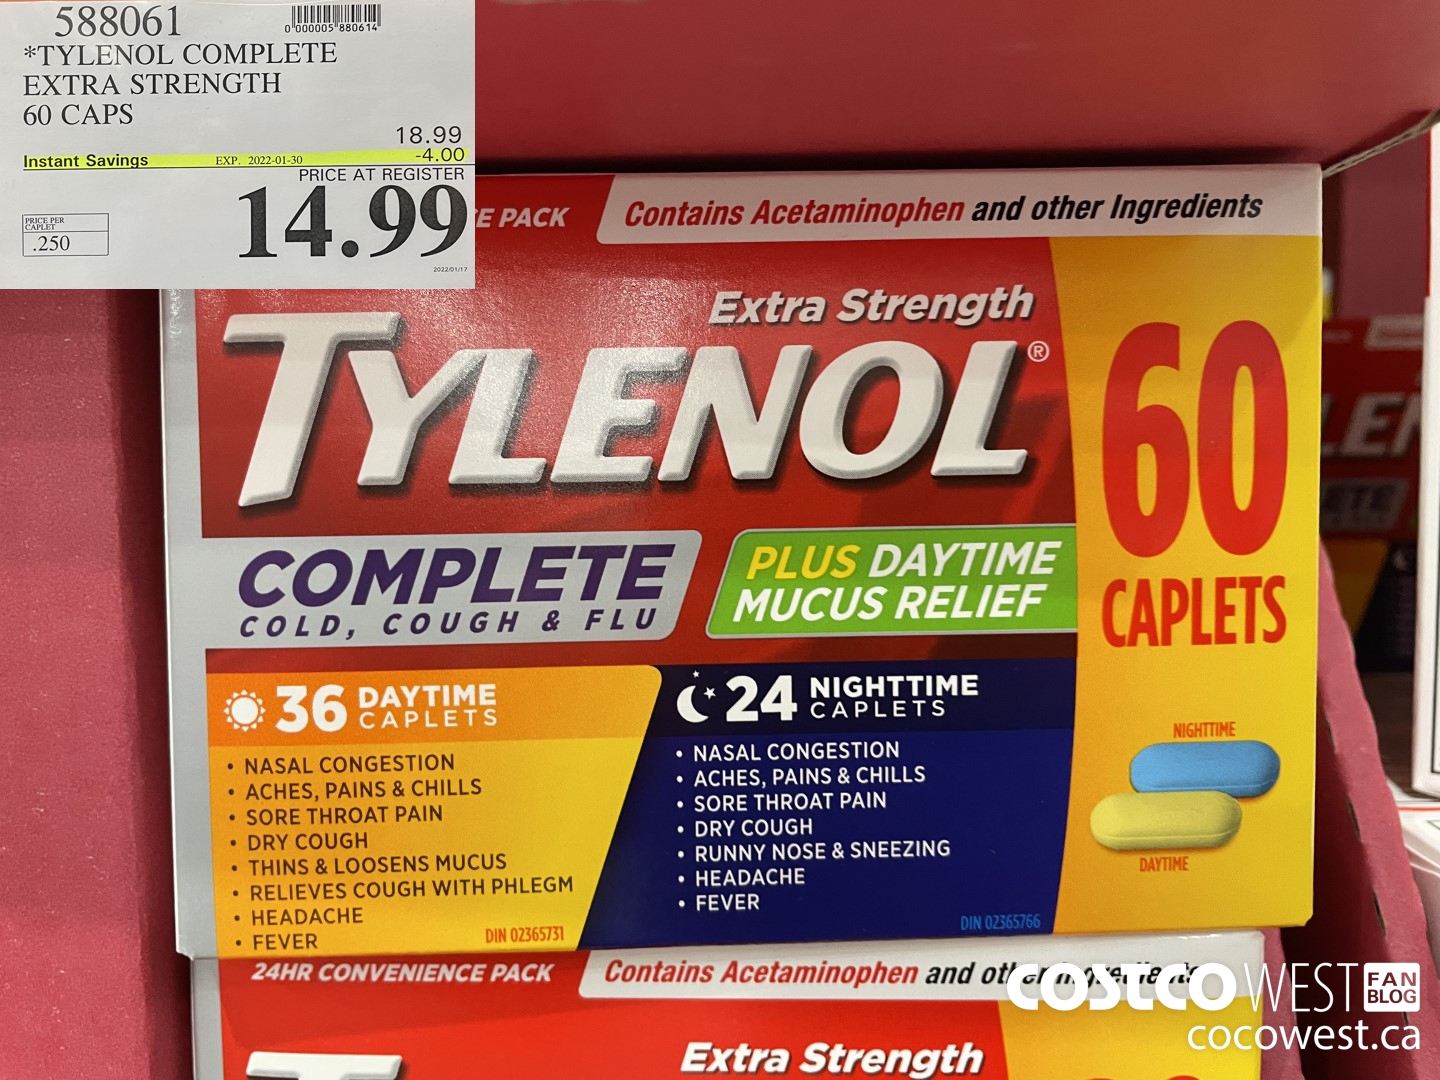 588061
0"000005"880614"
*TYLENOL COMPLETE
EXTRA STRENGTH
60 CAPS
18.99
Instant Savings EXP. 2022-01-30 -4.00
PRICE AT REGISTER
14.99
PRICE PER
CAPLET
.250
2022/01/17
PACK
Contains Acetaminophen and other Ingredients
Extra Strength
TYLENOL®
COMPLETE
COLD, COUGH & FLU
PLUS DAYTIME
MUCUS RELIEF
60
CAPLETS
36 DAYTIME
CAPLETS
• NASAL CONGESTION
• ACHES, PAINS & CHILLS
• SORE THROAT PAIN
• DRY COUGH
• THINS & LOOSENS MUCUS
• RELIEVES COUGH WITH PHLEGM
• HEADACHE
• FEVER
DIN 02365731
24 NIGHTTIME
CAPLETS
• NASAL CONGESTION
• ACHES, PAINS & CHILLS
• SORE THROAT PAIN
• DRY COUGH
• RUNNY NOSE & SNEEZING
• HEADACHE
• FEVER
DIN 02365766
NIGHTTIME
DAYTIME
24HR CONVENIENCE PACK
Contains Acetaminophen and other Ingredients
Extra Strength
COSTCO WEST FAN
BLOG
cocowest.ca